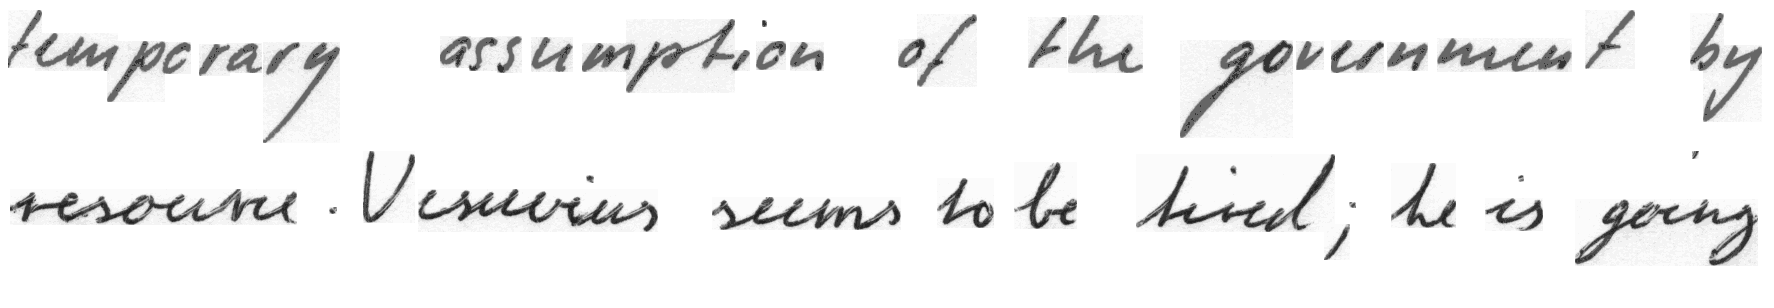 temporary assumption of the government by
resource. Vesuvius seems to be tired; he is going